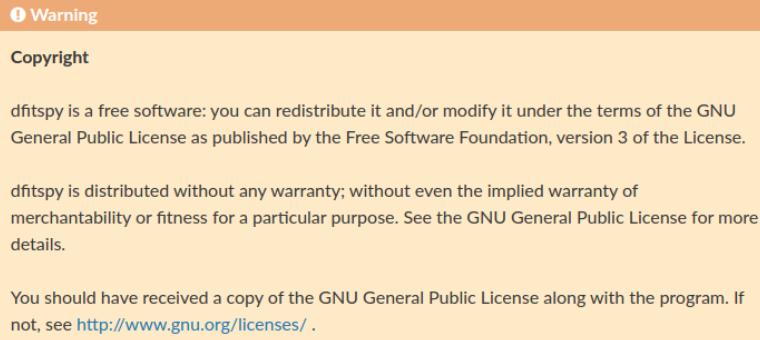 Warning
Copyright
dfitspy is a free software: you can redistribute it and/or modify it under the terms of the GNU
General Public License as published by the Free Software Foundation, version 3 of the License.
dfitspy is distributed without any warranty; without even the implied warranty of
merchantability or fitness for a particular purpose. See the GNU General Public License for more
details.
You should have received a copy of the GNU General Public License along with the program. If
not, see http://www.gnu.org/licenses/ .